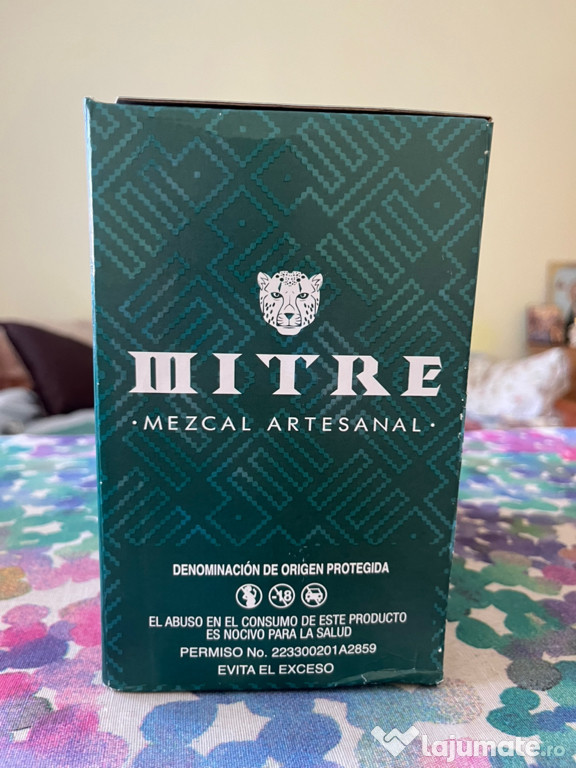 MITRE
·MEZCAL ARTESANAL·
DENOMINACIÓN DE ORIGEN PROTEGIDA
-18
EL ABUSO EN EL CONSUMO DE ESTE PRODUCTO
ES NOCIVO PARA LA SALUD
PERMISO No. 223300201A2859
EVITA EL EXCESO
lajumate.ro